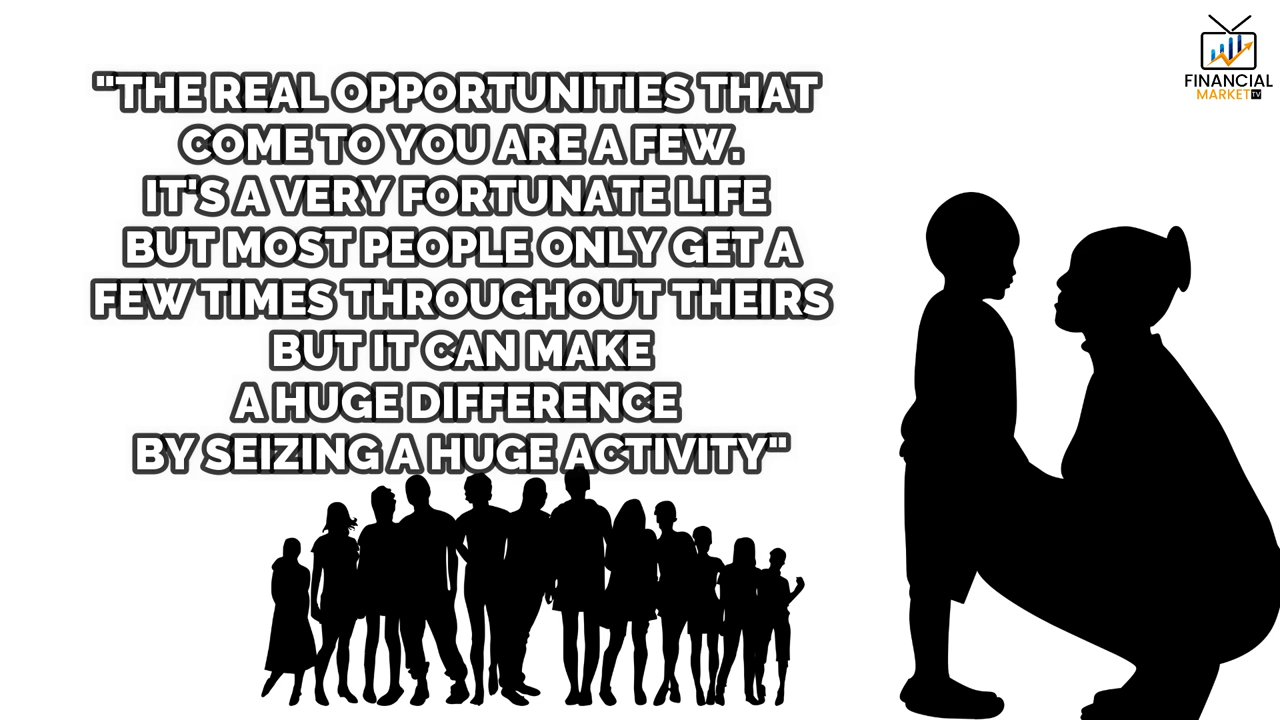 "THE REAL OPPORTUNITIES THAT
COME TO YOU ARE A FEW.
IT'S A VERY FORTUNATE LIFE
BUT MOST PEOPLE ONLY GET A
FEW TIMES THROUGHOUT THEIRS
BUT IT CAN MAKE
A HUGE DIFFERENCE
BY SEIZING A HUGE ACTIVITY"
FINANCIAL
MARKET TV